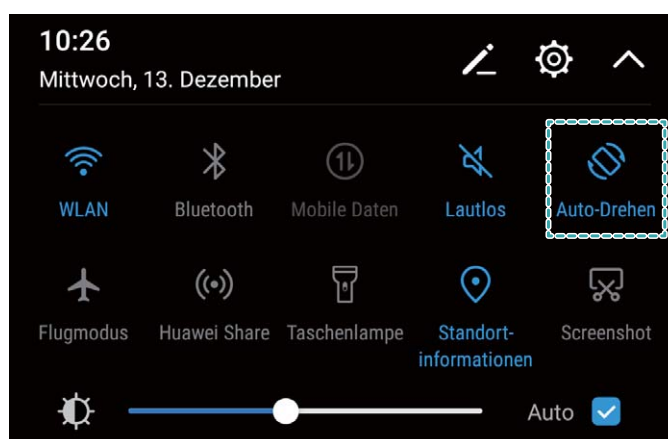 10:26
Mittwoch, 13. Dezember
WLAN
Bluetooth
Mobile Daten
Lautlos
Auto-Drehen
Flugmodus
Huawei Share
Taschenlampe
Standort-
informationen
Screenshot
Auto